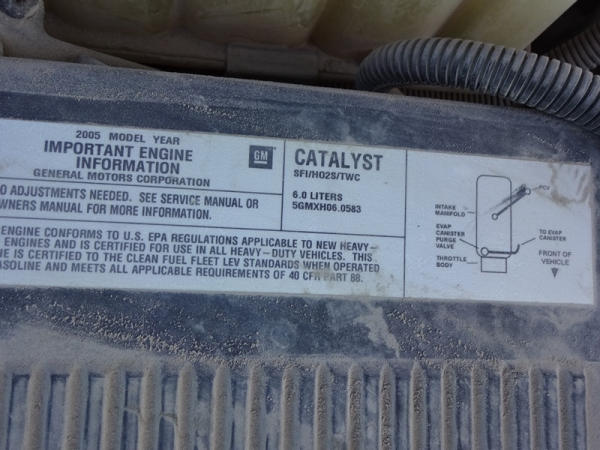 2005 MODEL YEAR
IMPORTANT ENGINE
INFORMATION
GENERAL MOTORS CORPORATION
GM
O ADJUSTMENTS NEEDED. SEE SERVICE MANUAL OR
WNERS MANUAL FOR MORE INFORMATION.
ENGINE CONFORMS TO U.S. EPA REGULATIONS APPLICABLE TO NEW HEAVY-
ENGINES AND IS CERTIFIED FOR USE IN ALL HEAVY-DUTY VEHICLES. THIS
NE IS CERTIFIED TO THE CLEAN FUEL FLEET LEV STANDARDS WHEN OPERATED
ASOLINE AND MEETS ALL APPLICABLE REQUIREMENTS OF 40 CFR PART 88.
CATALYST
SFI/HO2S/TWC
6.0 LITERS
5GMXH06.0583
PCV
INTAKE
MANIFOLD
EVAP
CANISTER
PURGE
VALVE
THROTTLE
BODY
TO EVAP
CANISTER
FRONT OF
VEHICLE